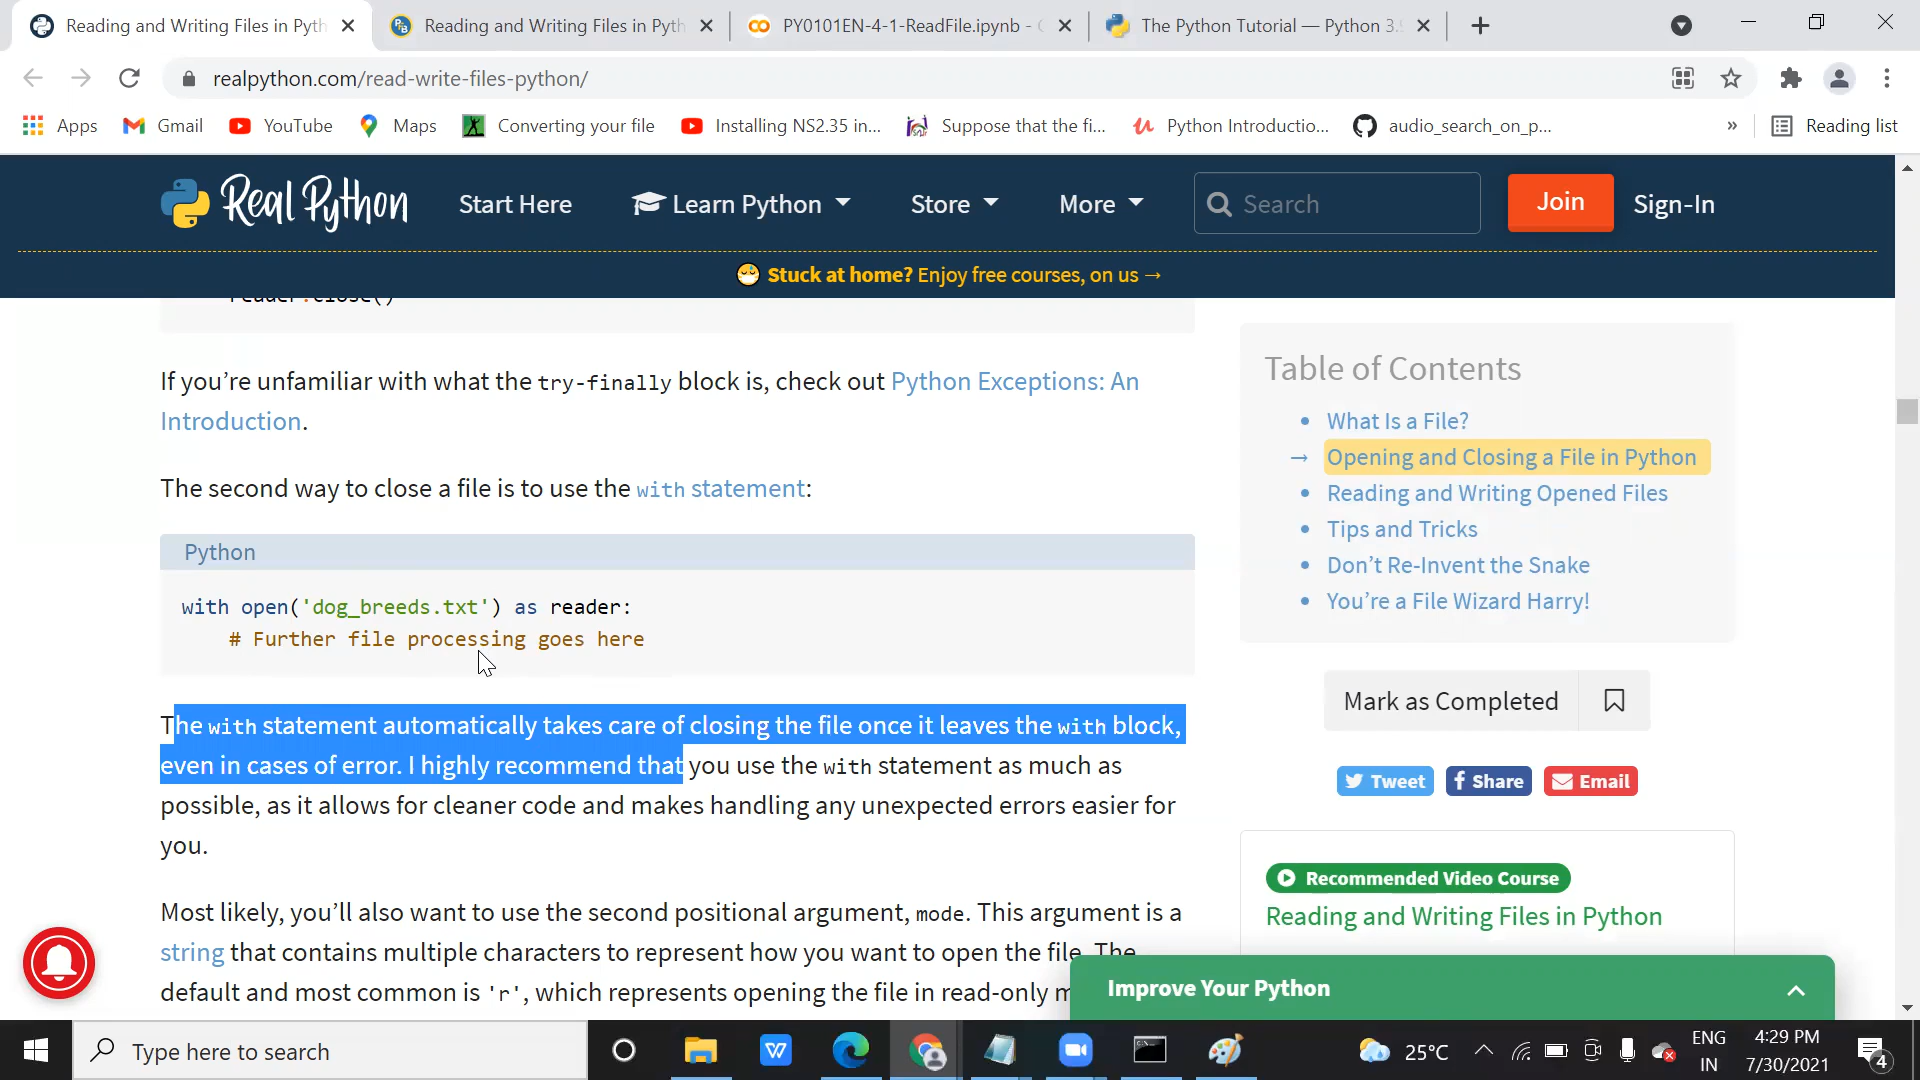 Reading and Writing Files in Pyth
Reading and Writing Files in Pyth
PY0101EN-4-1-ReadFile.ipynb -
The Python Tutorial — Python 3.
realpython.com/read-write-files-python/
Apps
Gmail
YouTube
Maps
Converting your file
Installing NS2.35 in...
Suppose that the fi...
Python Introductio...
audio_search_on_p...
»
Reading list
Real Python
Start Here
Learn Python
Store
More
Search
Join
Sign-In
Stuck at home? Enjoy free courses, on us →
reader.close()
If you’re unfamiliar with what the try-finally block is, check out Python Exceptions: An
Introduction.
The second way to close a file is to use the with statement:
Python
with open('dog_breeds.txt') as reader:
# Further file processing goes here
The with statement automatically takes care of closing the file once it leaves the with block,
even in cases of error. I highly recommend that you use the with statement as much as
possible, as it allows for cleaner code and makes handling any unexpected errors easier for
you.
Most likely, you’ll also want to use the second positional argument, mode. This argument is a
string that contains multiple characters to represent how you want to open the file. The
default and most common is 'r', which represents opening the file in read-only m
Table of Contents
What Is a File?
→ Opening and Closing a File in Python
Reading and Writing Opened Files
Tips and Tricks
Don’t Re-Invent the Snake
You’re a File Wizard Harry!
Mark as Completed
Tweet
Share
Email
Recommended Video Course
Reading and Writing Files in Python
Improve Your Python
Type here to search
25°C
ENG
IN
4:29 PM
7/30/2021
4